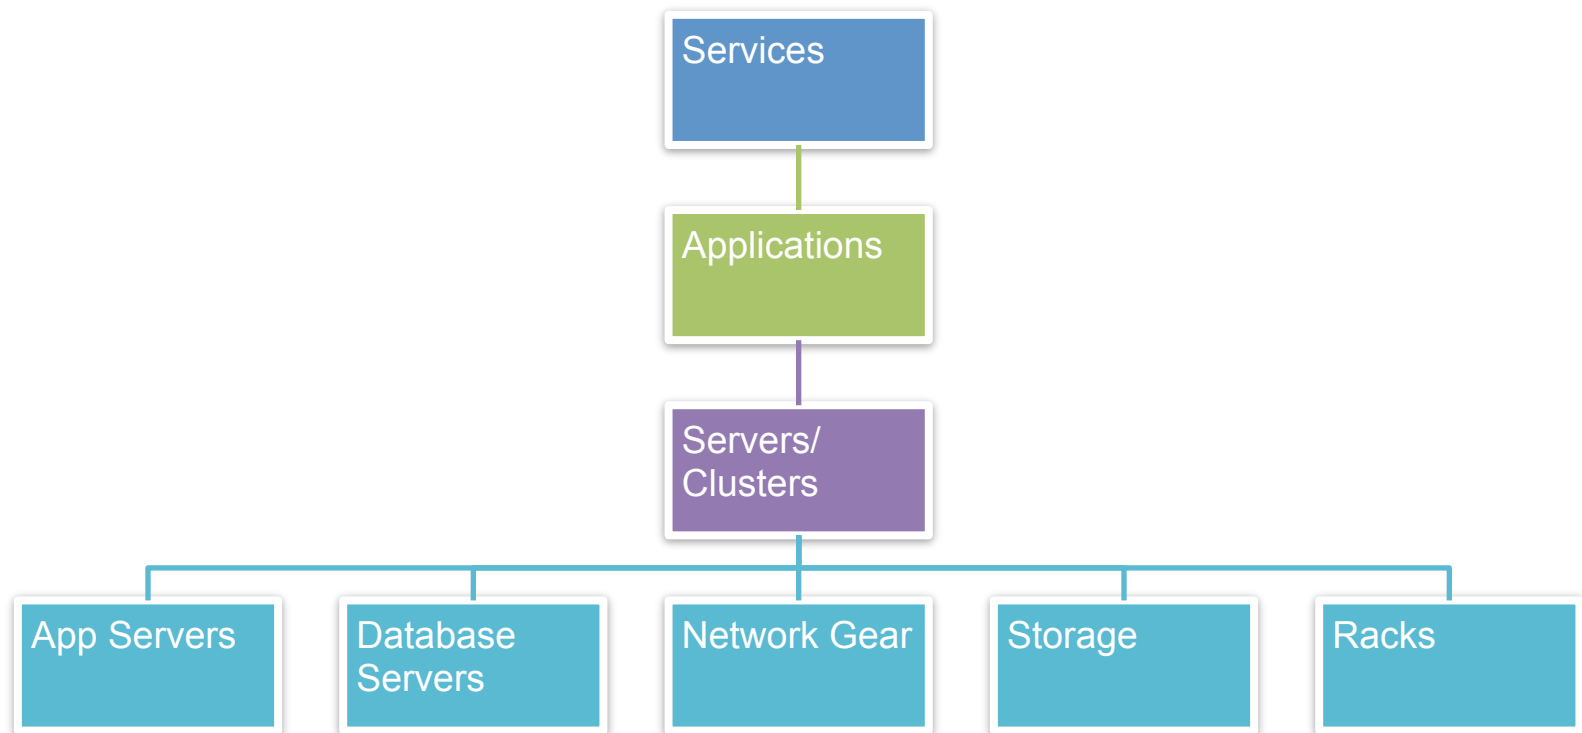 Services
Applications
Servers/
Clusters
App Servers
Database
Servers
Network Gear
Storage
Racks